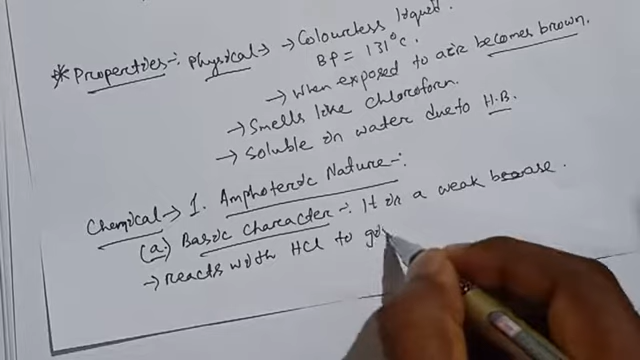 * Properties-: Physical→ → Colourless liquid.
BP = 131°C.
→ When exposed to air becomes brown.
→ Smells like chloroform.
→ Soluble in water due to H.B.
Chemical→ 1. Amphoteric Nature-:
(a) Basic Character-: It is a weak base.
→ reacts with HCl to gi